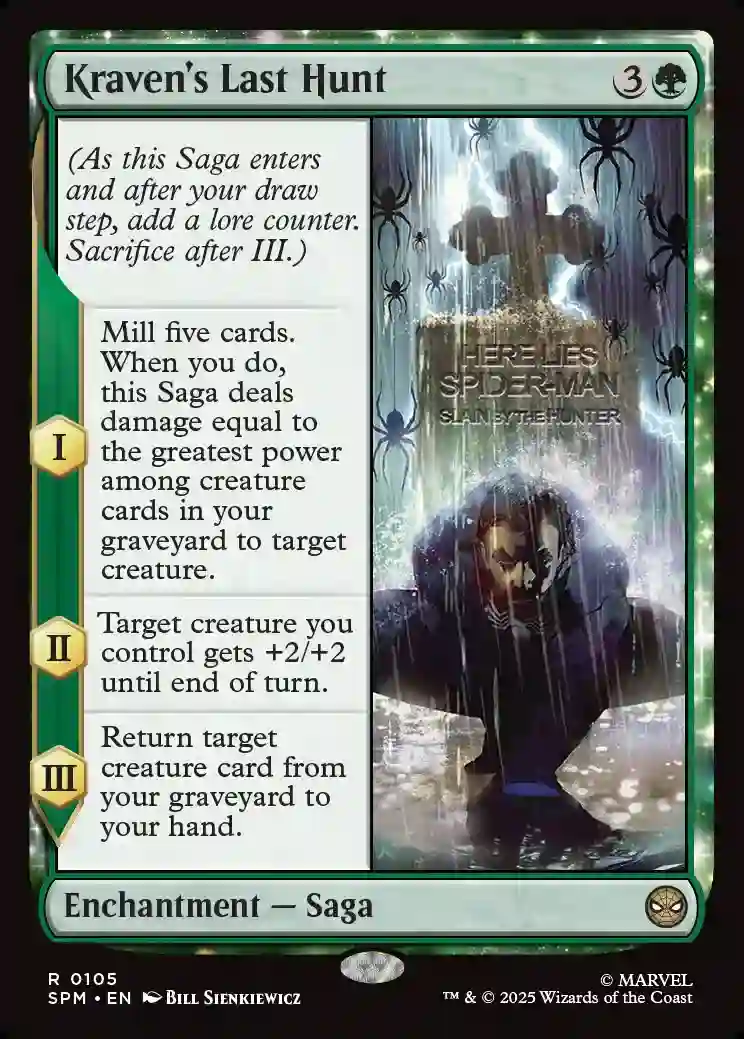 Kraven's Last Hunt 3
(As this Saga enters
and after your draw
step, add a lore counter.
Sacrifice after III.)
I
Mill five cards.
When you do,
this Saga deals
damage equal to
the greatest power
among creature
cards in your
graveyard to target
creature.
II
Target creature you
control gets +2/+2
until end of turn.
III
Return target
creature card from
your graveyard to
your hand.
HERE LIES
SPIDER-MAN
SLAIN BY THE HUNTER
Enchantment — Saga
R 0105
SPM • EN BILL SIENKIEWICZ
© MARVEL
™ & © 2025 Wizards of the Coast